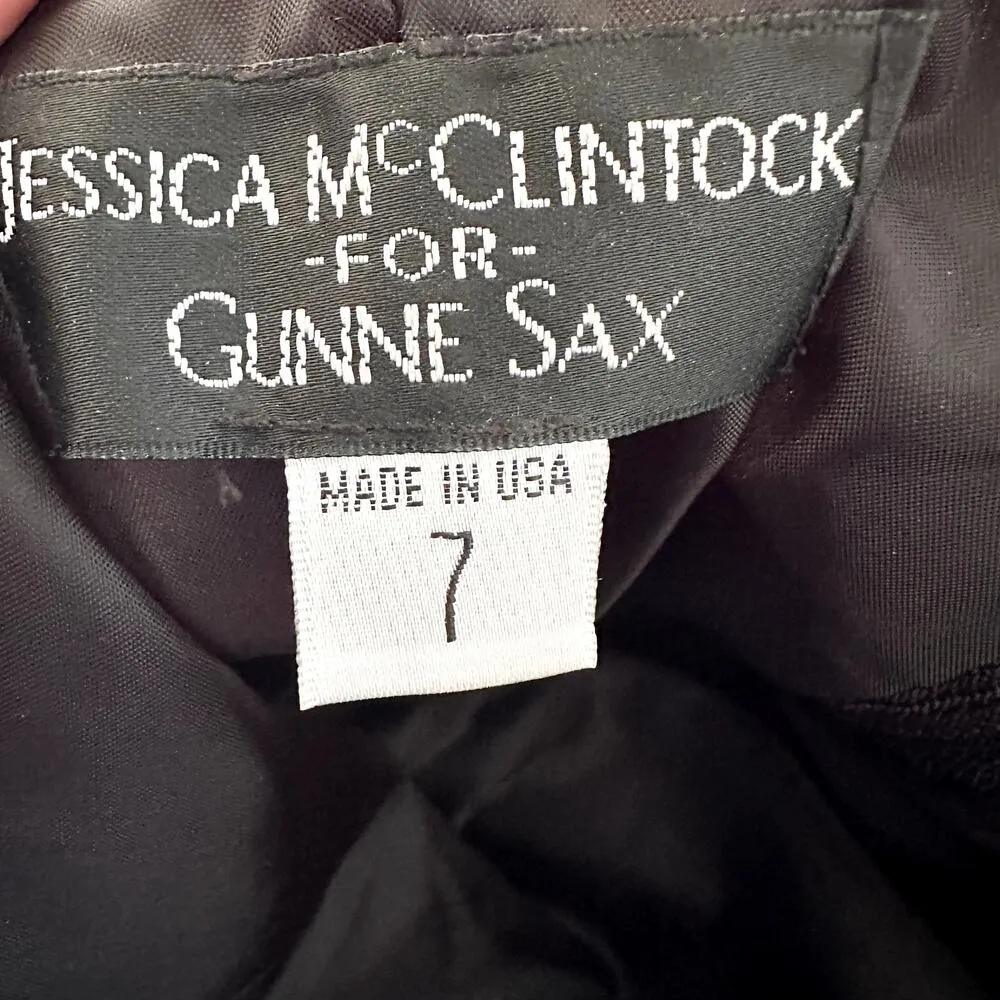 JESSICA McCLINTOCK
-FOR-
GUNNE SAX
MADE IN USA
7